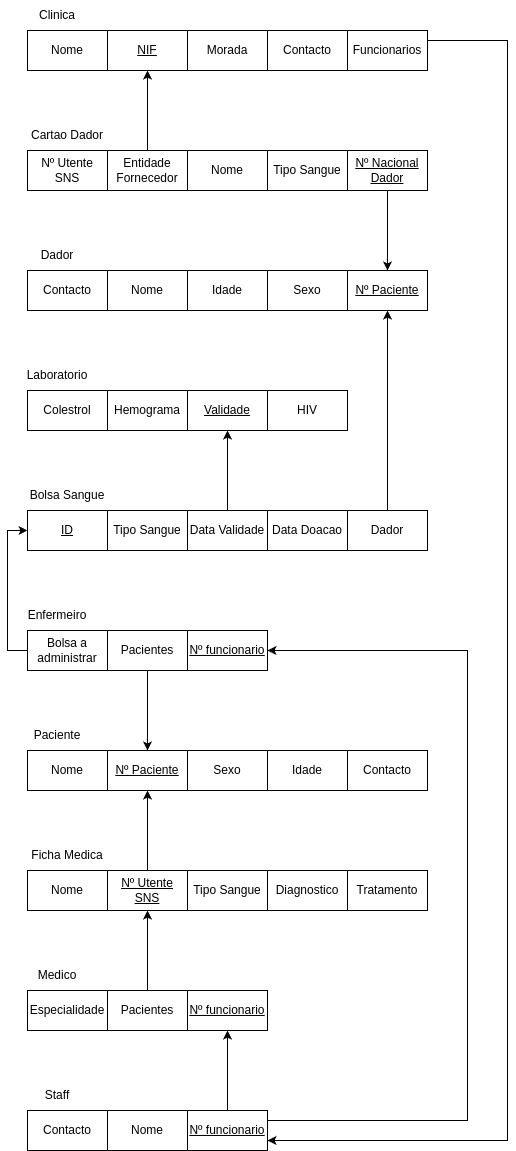 Clinica
Nome NIF Morada Contacto Funcionarios
Cartao Dador
Nº Utente SNS Entidade Fornecedor Nome Tipo Sangue Nº Nacional Dador
Dador
Contacto Nome Idade Sexo Nº Paciente
Laboratorio
Colestrol Hemograma Validade HIV
Bolsa Sangue
ID Tipo Sangue Data Validade Data Doacao Dador
Enfermeiro
Bolsa a administrar Pacientes Nº funcionario
Paciente
Nome Nº Paciente Sexo Idade Contacto
Ficha Medica
Nome Nº Utente SNS Tipo Sangue Diagnostico Tratamento
Medico
Especialidade Pacientes Nº funcionario
Staff
Contacto Nome Nº funcionario